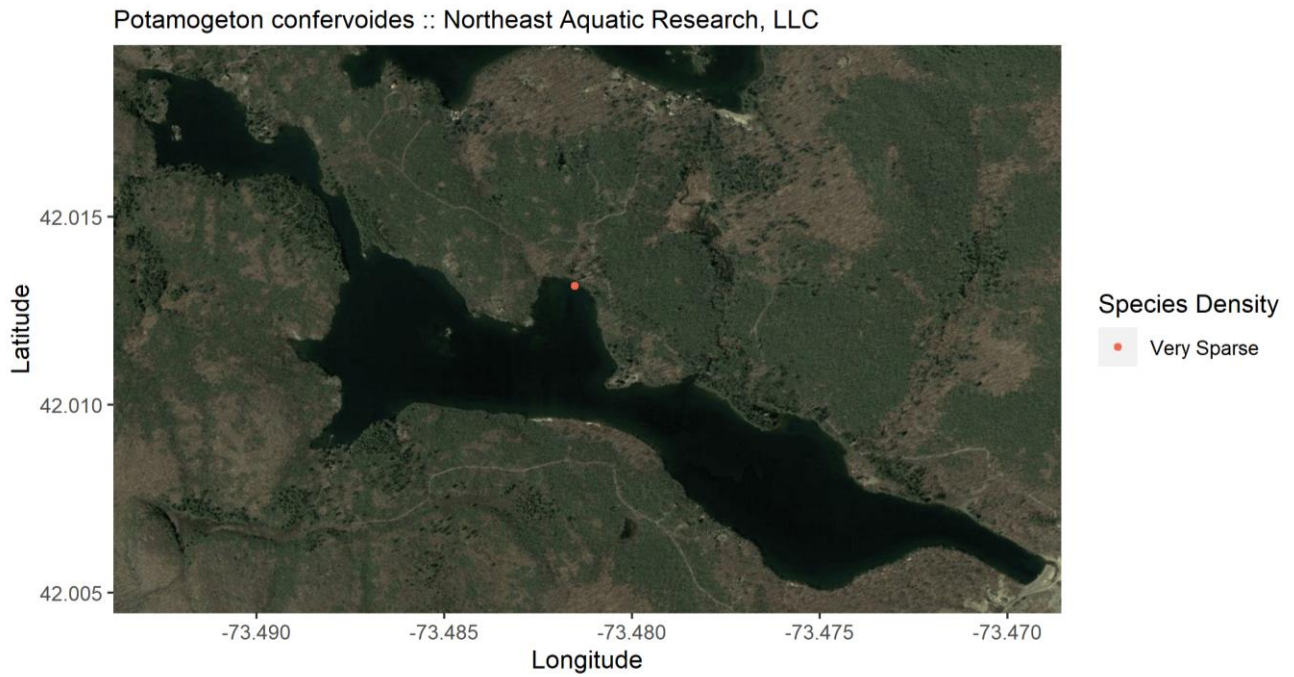 Potamogeton confervoides :: Northeast Aquatic Research, LLC
42.015
42.010
42.005
Latitude
-73.490
-73.485
-73.480
-73.475
-73.470
Longitude
Species Density
Very Sparse